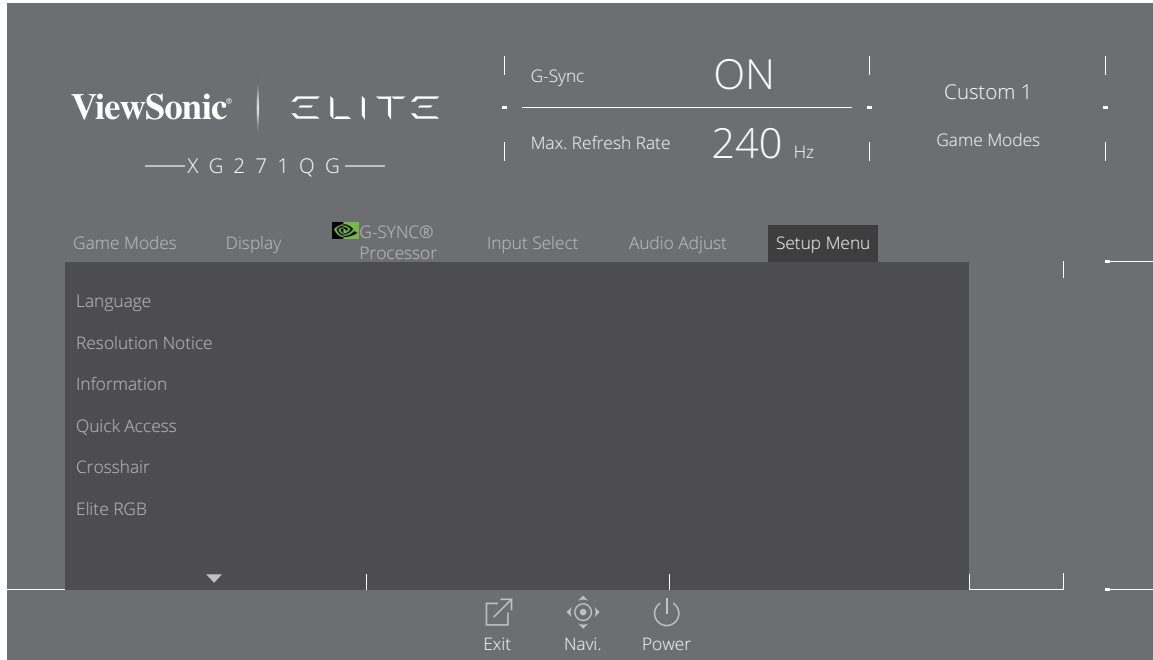 ViewSonic® ELITE
XG271QG
G-Sync ON
Max. Refresh Rate 240 Hz
Custom 1
Game Modes
Game Modes Display G-SYNC® Processor Input Select Audio Adjust Setup Menu
Language
Resolution Notice
Information
Quick Access
Crosshair
Elite RGB
Exit Navi. Power